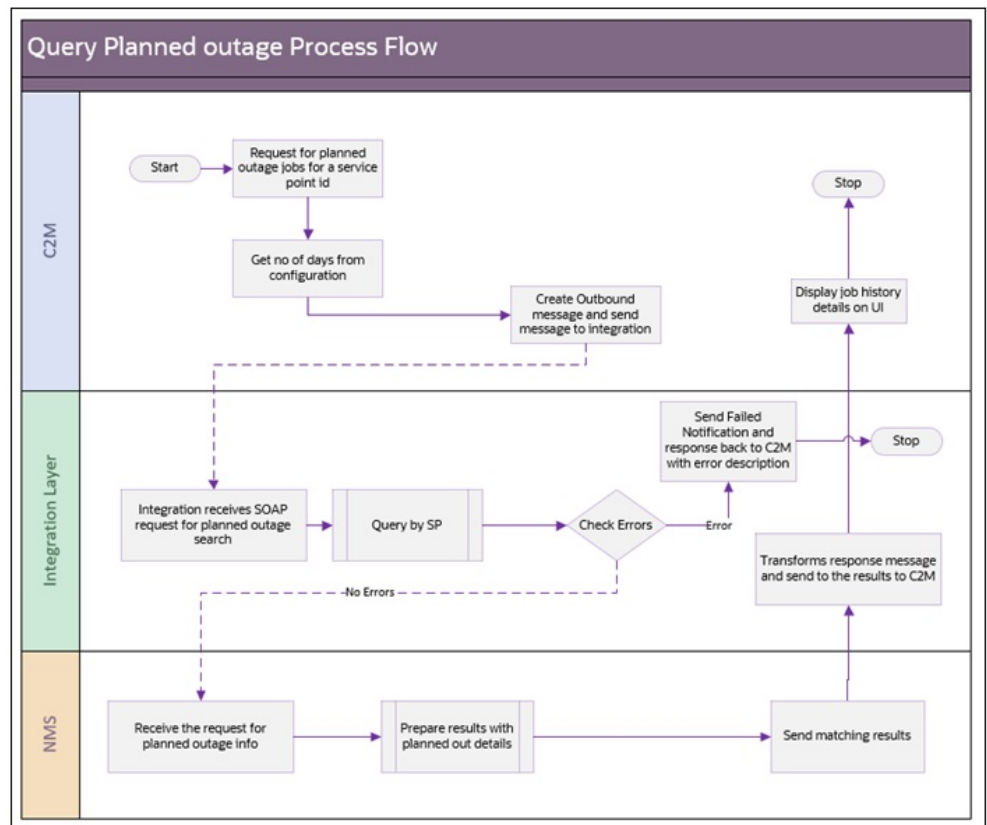 Query Planned outage Process Flow
C2M
Start
Request for planned
outage jobs for a service
point id
Get no of days from
configuration
Create Outbound
message and send
message to integration
Stop
Display job history
details on UI
Integration Layer
Integration receives SOAP
request for planned outage
search
Query by SP
Check Errors
Error
No Errors
Send Failed
Notification and
response back to C2M
with error description
Stop
Transforms response message
and send to the results to C2M
NMS
Receive the request for
planned outage info
Prepare results with
planned out details
Send matching results